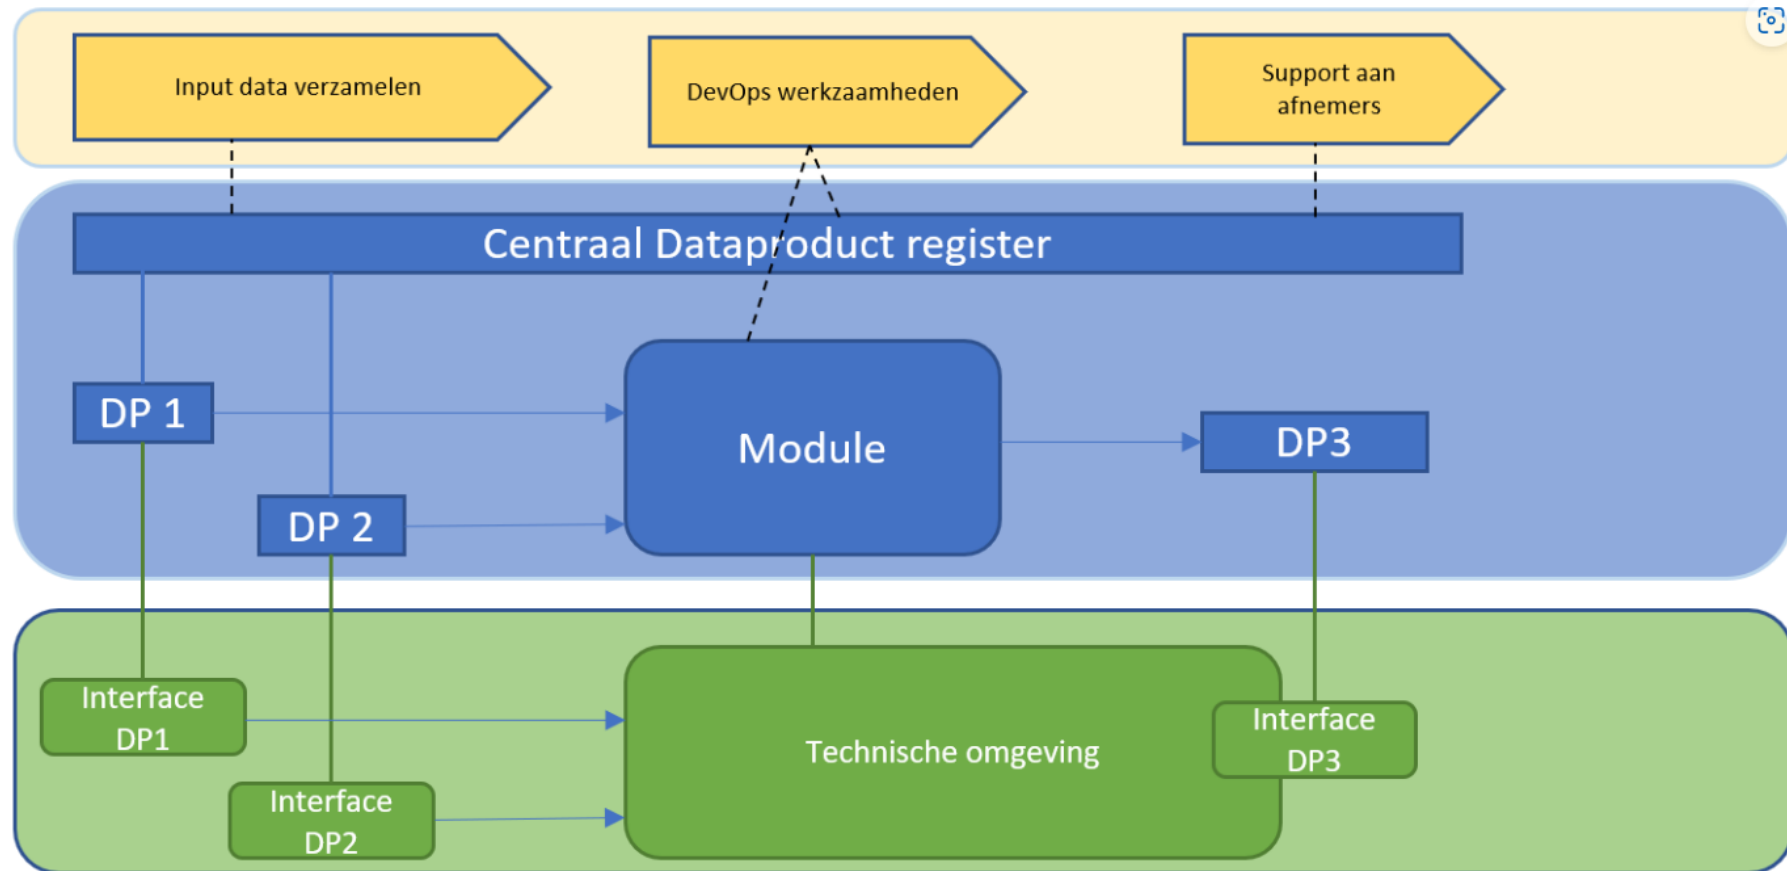 Input data verzamelen
DevOps werkzaamheden
Support aan
afnemers
Centraal Dataproduct register
DP 1
DP 2
Module
DP3
Interface
DP1
Interface
DP2
Technische omgeving
Interface
DP3